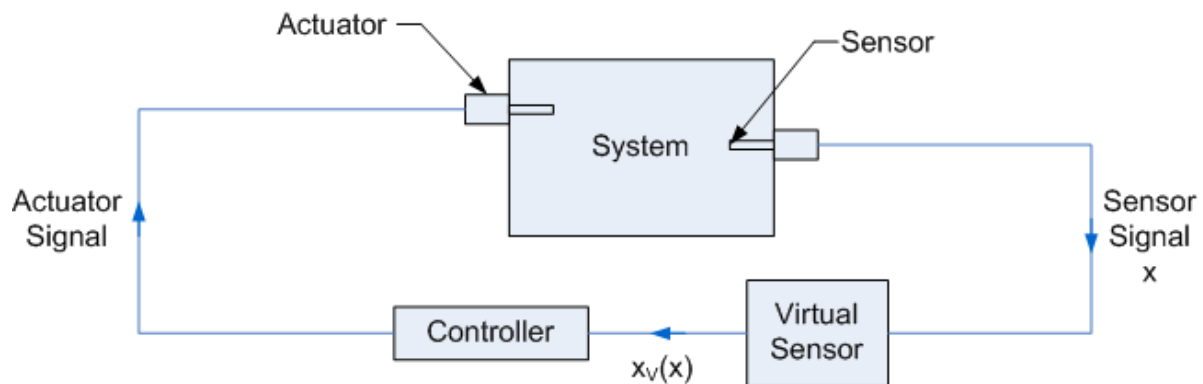 Actuator
Sensor
System
Actuator
Signal
Sensor
Signal
x
Controller
Virtual
Sensor
xᵥ(x)